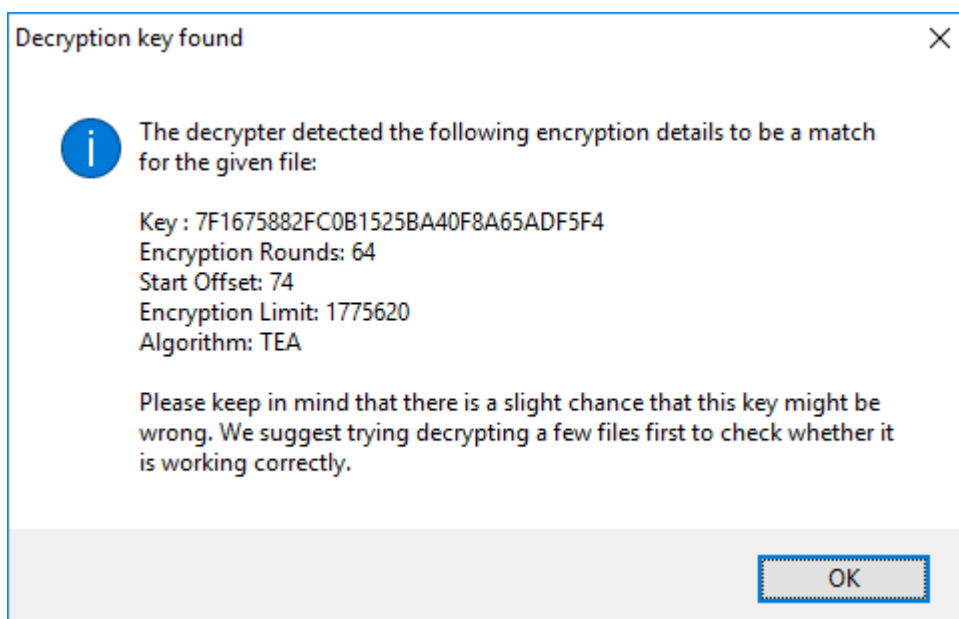 Decryption key found
The decrypter detected the following encryption details to be a match
for the given file:
Key : 7F1675882FC0B1525BA40F8A65ADF5F4
Encryption Rounds: 64
Start Offset: 74
Encryption Limit: 1775620
Algorithm: TEA
Please keep in mind that there is a slight chance that this key might be
wrong. We suggest trying decrypting a few files first to check whether it
is working correctly.
OK